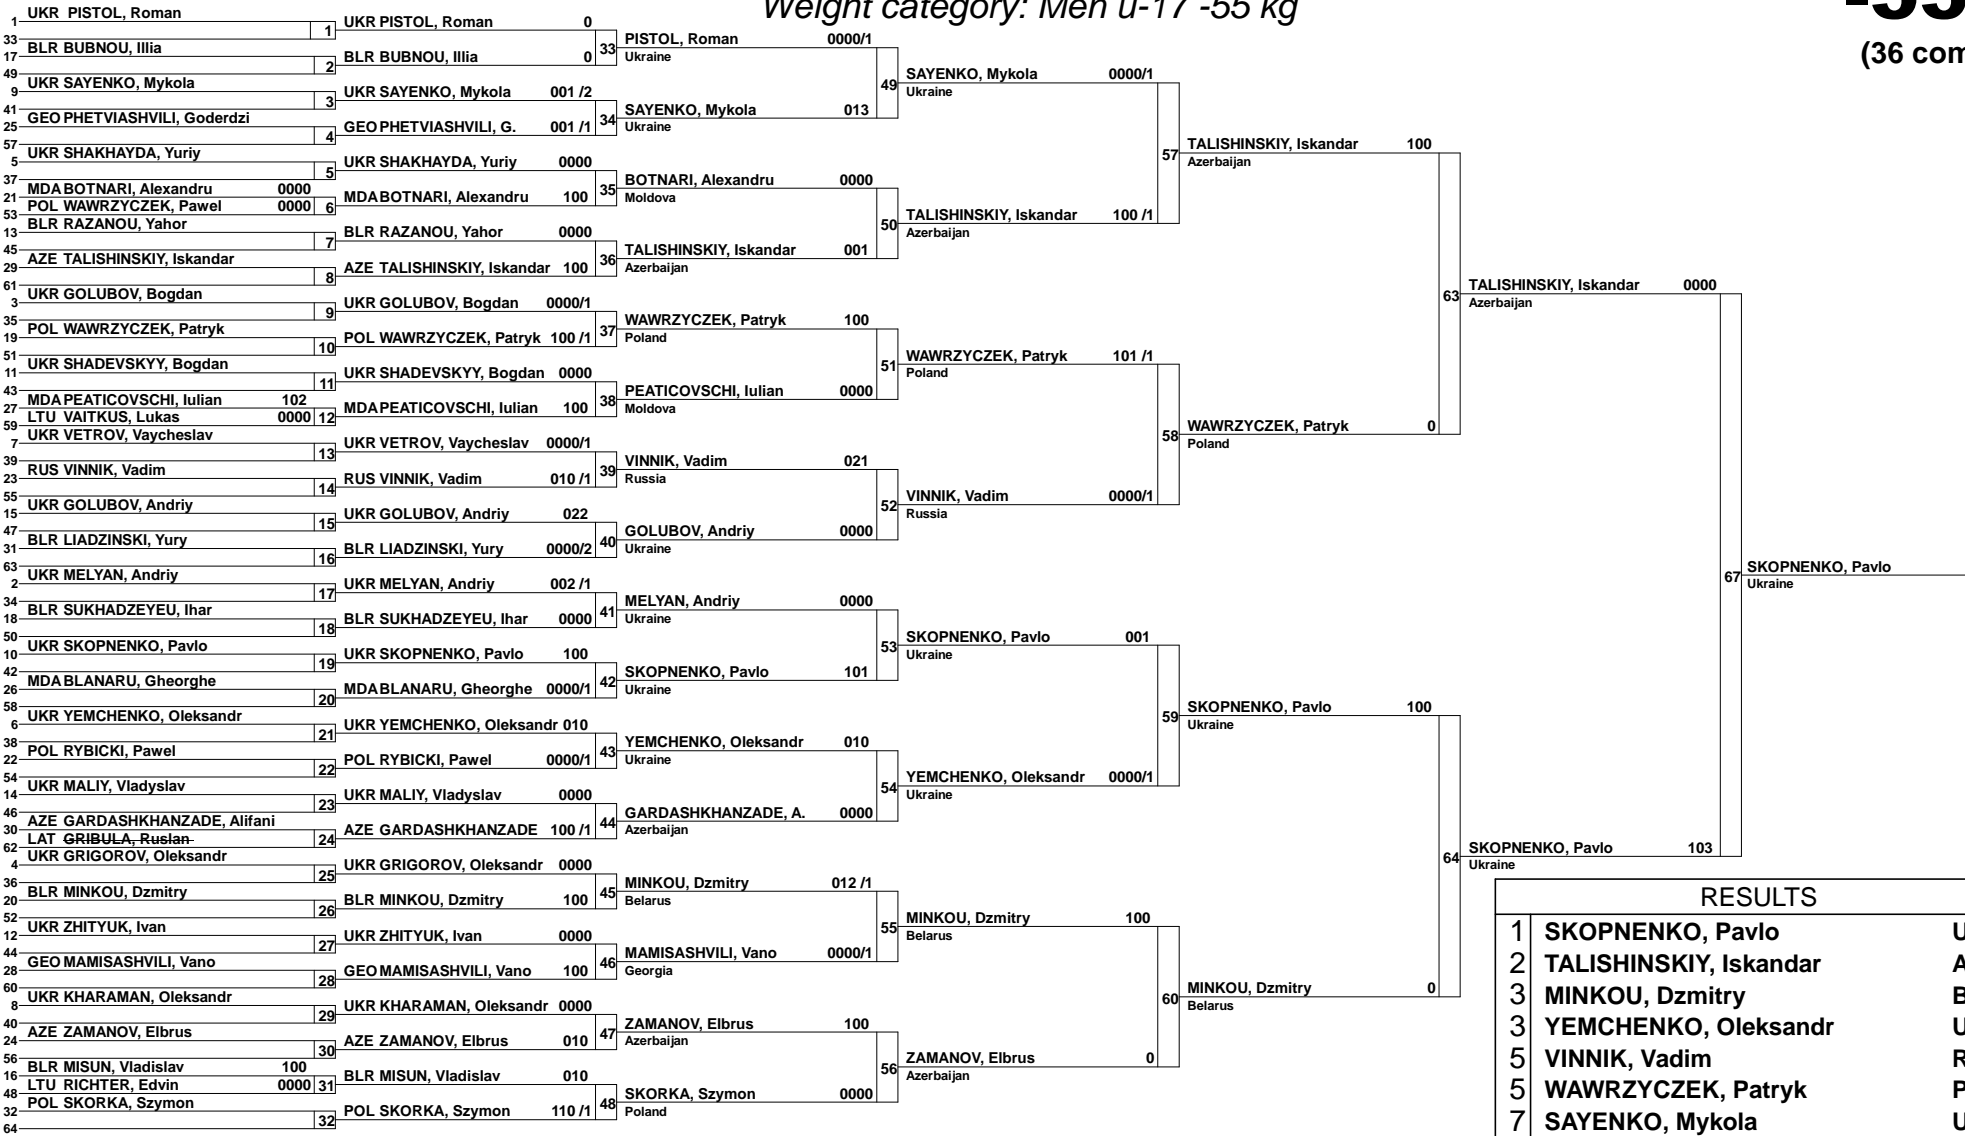 Weight category: Men u-17 -55 kg
-55
(36 com
1 UKR PISTOL, Roman
33
1
17 BLR BUBNOU, Illia
49
2
9 UKR SAYENKO, Mykola
41
3
25 GEO PHETVIASHVILI, Goderdzi
57
4
5 UKR SHAKHAYDA, Yuriy
37
5
21 MDA BOTNARI, Alexandru 0000
53 POL WAWRZYCZEK, Pawel 0000
6
13 BLR RAZANOU, Yahor
45
7
29 AZE TALISHINSKIY, Iskandar
61
8
3 UKR GOLUBOV, Bogdan
35
9
19 POL WAWRZYCZEK, Patryk
51
10
11 UKR SHADEVSKYY, Bogdan
43
11
27 MDA PEATICOVSCHI, Iulian 102
59 LTU VAITKUS, Lukas 0000
12
7 UKR VETROV, Vaycheslav
39
13
23 RUS VINNIK, Vadim
55
14
15 UKR GOLUBOV, Andriy
47
15
31 BLR LIADZINSKI, Yury
63
16
2 UKR MELYAN, Andriy
34
17
18 BLR SUKHADZEYEU, Ihar
50
18
10 UKR SKOPNENKO, Pavlo
42
19
26 MDA BLANARU, Gheorghe
58
20
6 UKR YEMCHENKO, Oleksandr
38
21
22 POL RYBICKI, Pawel
54
22
14 UKR MALIY, Vladyslav
46
23
30 AZE GARDASHKHANZADE, Alifani
62 LAT GRIBULA, Ruslan
24
4 UKR GRIGOROV, Oleksandr
36
25
20 BLR MINKOU, Dzmitry
52
26
12 UKR ZHITYUK, Ivan
44
27
28 GEO MAMISASHVILI, Vano
60
28
8 UKR KHARAMAN, Oleksandr
40
29
24 AZE ZAMANOV, Elbrus
56
30
16 BLR MISUN, Vladislav 100
48 LTU RICHTER, Edvin 0000
31
32 POL SKORKA, Szymon
64
32
UKR PISTOL, Roman 0
BLR BUBNOU, Illia 0
33
UKR SAYENKO, Mykola 001 /2
GEO PHETVIASHVILI, G. 001 /1
34
UKR SHAKHAYDA, Yuriy 0000
MDA BOTNARI, Alexandru 100
35
BLR RAZANOU, Yahor 0000
AZE TALISHINSKIY, Iskandar 100
36
UKR GOLUBOV, Bogdan 0000/1
POL WAWRZYCZEK, Patryk 100 /1
37
UKR SHADEVSKYY, Bogdan 0000
MDA PEATICOVSCHI, Iulian 100
38
UKR VETROV, Vaycheslav 0000/1
RUS VINNIK, Vadim 010 /1
39
UKR GOLUBOV, Andriy 022
BLR LIADZINSKI, Yury 0000/2
40
UKR MELYAN, Andriy 002 /1
BLR SUKHADZEYEU, Ihar 0000
41
UKR SKOPNENKO, Pavlo 100
MDA BLANARU, Gheorghe 0000/1
42
UKR YEMCHENKO, Oleksandr 010
POL RYBICKI, Pawel 0000/1
43
UKR MALIY, Vladyslav 0000
AZE GARDASHKHANZADE 100 /1
44
UKR GRIGOROV, Oleksandr 0000
BLR MINKOU, Dzmitry 100
45
UKR ZHITYUK, Ivan 0000
GEO MAMISASHVILI, Vano 100
46
UKR KHARAMAN, Oleksandr 0000
AZE ZAMANOV, Elbrus 010
47
BLR MISUN, Vladislav 010
POL SKORKA, Szymon 110 /1
48
PISTOL, Roman 0000/1
Ukraine
49
SAYENKO, Mykola 013
Ukraine
BOTNARI, Alexandru 0000
Moldova
50
TALISHINSKIY, Iskandar 001
Azerbaijan
WAWRZYCZEK, Patryk 100
Poland
51
PEATICOVSCHI, Iulian 0000
Moldova
VINNIK, Vadim 021
Russia
52
GOLUBOV, Andriy 0000
Ukraine
MELYAN, Andriy 0000
Ukraine
53
SKOPNENKO, Pavlo 101
Ukraine
YEMCHENKO, Oleksandr 010
Ukraine
54
GARDASHKHANZADE, A. 0000
Azerbaijan
MINKOU, Dzmitry 012 /1
Belarus
55
MAMISASHVILI, Vano 0000/1
Georgia
ZAMANOV, Elbrus 100
Azerbaijan
56
SKORKA, Szymon 0000
Poland
SAYENKO, Mykola 0000/1
Ukraine
57
TALISHINSKIY, Iskandar 100 /1
Azerbaijan
WAWRZYCZEK, Patryk 101 /1
Poland
58
VINNIK, Vadim 0000/1
Russia
SKOPNENKO, Pavlo 001
Ukraine
59
YEMCHENKO, Oleksandr 0000/1
Ukraine
MINKOU, Dzmitry 100
Belarus
60
ZAMANOV, Elbrus 0
Azerbaijan
TALISHINSKIY, Iskandar 100
Azerbaijan
63
WAWRZYCZEK, Patryk 0
Poland
SKOPNENKO, Pavlo 100
Ukraine
64
MINKOU, Dzmitry 0
Belarus
TALISHINSKIY, Iskandar 0000
Azerbaijan
67
SKOPNENKO, Pavlo 103
Ukraine
SKOPNENKO, Pavlo
Ukraine
RESULTS
1 SKOPNENKO, Pavlo U
2 TALISHINSKIY, Iskandar A
3 MINKOU, Dzmitry B
3 YEMCHENKO, Oleksandr U
5 VINNIK, Vadim R
5 WAWRZYCZEK, Patryk P
7 SAYENKO, Mykola U